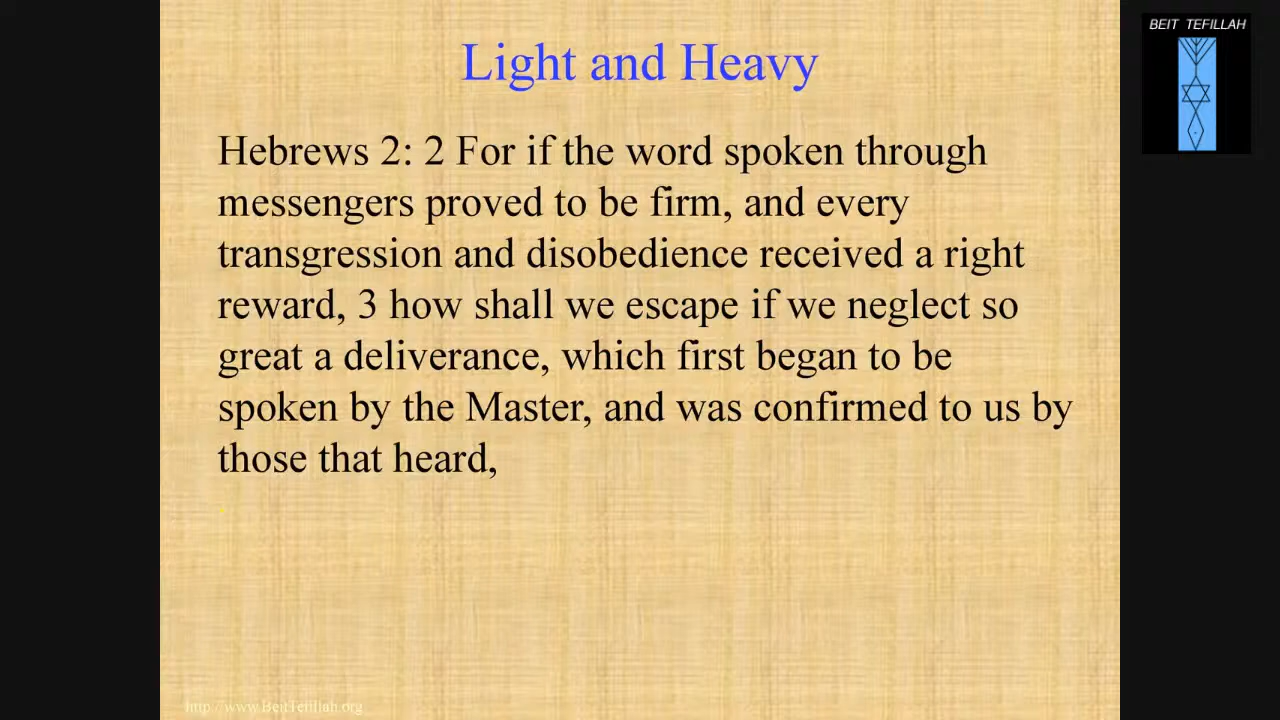 BEIT TEFILLAH
Light and Heavy
Hebrews 2: 2 For if the word spoken through
messengers proved to be firm, and every
transgression and disobedience received a right
reward, 3 how shall we escape if we neglect so
great a deliverance, which first began to be
spoken by the Master, and was confirmed to us by
those that heard,
http://www.BeitTefillah.org